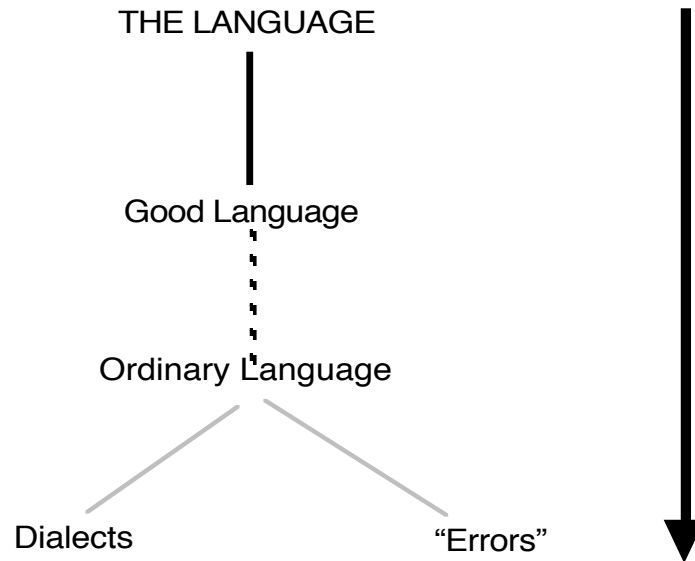 THE LANGUAGE
Good Language
Ordinary Language
Dialects
“Errors”